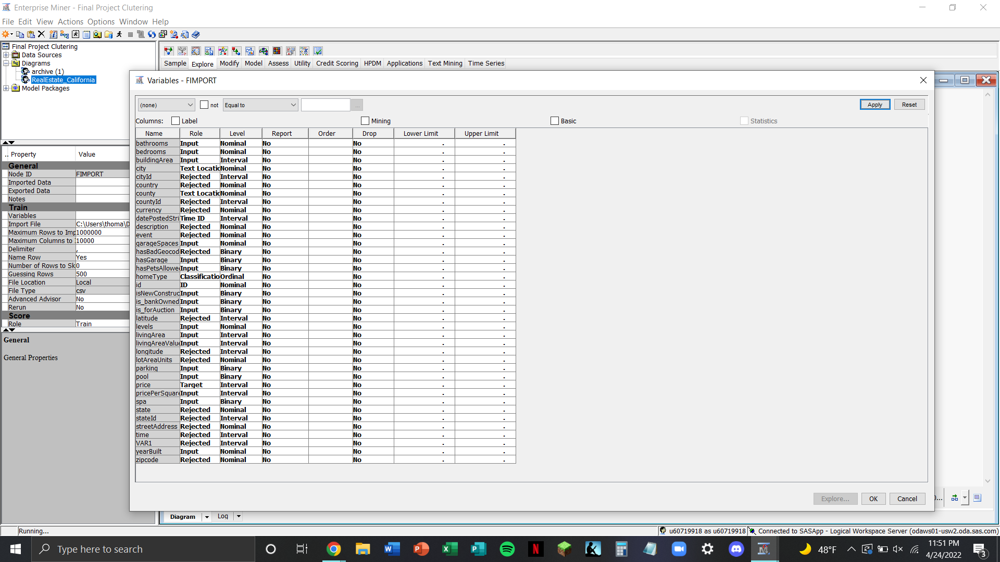 Enterprise Miner - Final Project Clutering
File Edit View Actions Options Window Help
Final Project Clutering
Data Sources
Diagrams
archive (1)
RealEstate_California
Model Packages
Sample Explore Modify Model Assess Utility Credit Scoring HPDM Applications Text Mining Time Series
Variables - FIMPORT
(none) not Equal to ... Apply Reset
Columns: Label Mining Basic Statistics
Name Role Level Report Order Drop Lower Limit Upper Limit
bathrooms Input Nominal No No . .
bedrooms Input Nominal No No . .
buildingArea Input Interval No No . .
city Text Locatic Nominal No No . .
cityId Rejected Interval No No . .
country Rejected Nominal No No . .
county Text Locatic Nominal No No . .
countyId Rejected Interval No No . .
currency Rejected Nominal No No . .
datePostedStri Time ID Interval No No . .
description Rejected Nominal No No . .
event Rejected Nominal No No . .
garageSpaces Input Nominal No No . .
hasBadGeocod Rejected Binary No No . .
hasGarage Input Binary No No . .
hasPetsAllowe Input Binary No No . .
homeType Classificatio Ordinal No No . .
id ID Nominal No No . .
isNewConstruc Input Binary No No . .
is_bankOwned Input Binary No No . .
is_forAuction Input Binary No No . .
latitude Rejected Interval No No . .
levels Input Nominal No No . .
livingArea Input Interval No No . .
livingAreaValue Input Interval No No . .
longitude Rejected Interval No No . .
lotAreaUnits Rejected Nominal No No . .
parking Input Binary No No . .
pool Input Binary No No . .
price Target Interval No No . .
pricePerSquare Input Interval No No . .
spa Input Binary No No . .
state Rejected Nominal No No . .
stateId Rejected Interval No No . .
streetAddress Rejected Nominal No No . .
time Rejected Interval No No . .
VAR1 Rejected Interval No No . .
yearBuilt Input Nominal No No . .
zipcode Rejected Nominal No No . .
Explore... OK Cancel
.. Property Value
General
Node ID FIMPORT
Imported Data
Exported Data
Notes
Train
Variables
Import File C:\Users\thoma\D
Maximum Rows to Imp 1000000
Maximum Columns to I 10000
Delimiter ,
Name Row Yes
Number of Rows to Sk 0
Guessing Rows 500
File Location Local
File Type csv
Advanced Advisor No
Rerun No
Score
Role Train
General
General Properties
Diagram Log
Running...
u60719918 as u60719918 Connected to SASApp - Logical Workspace Server (odaws01-usw2.oda.sas.com)
Type here to search
48°F
11:51 PM
4/24/2022
3